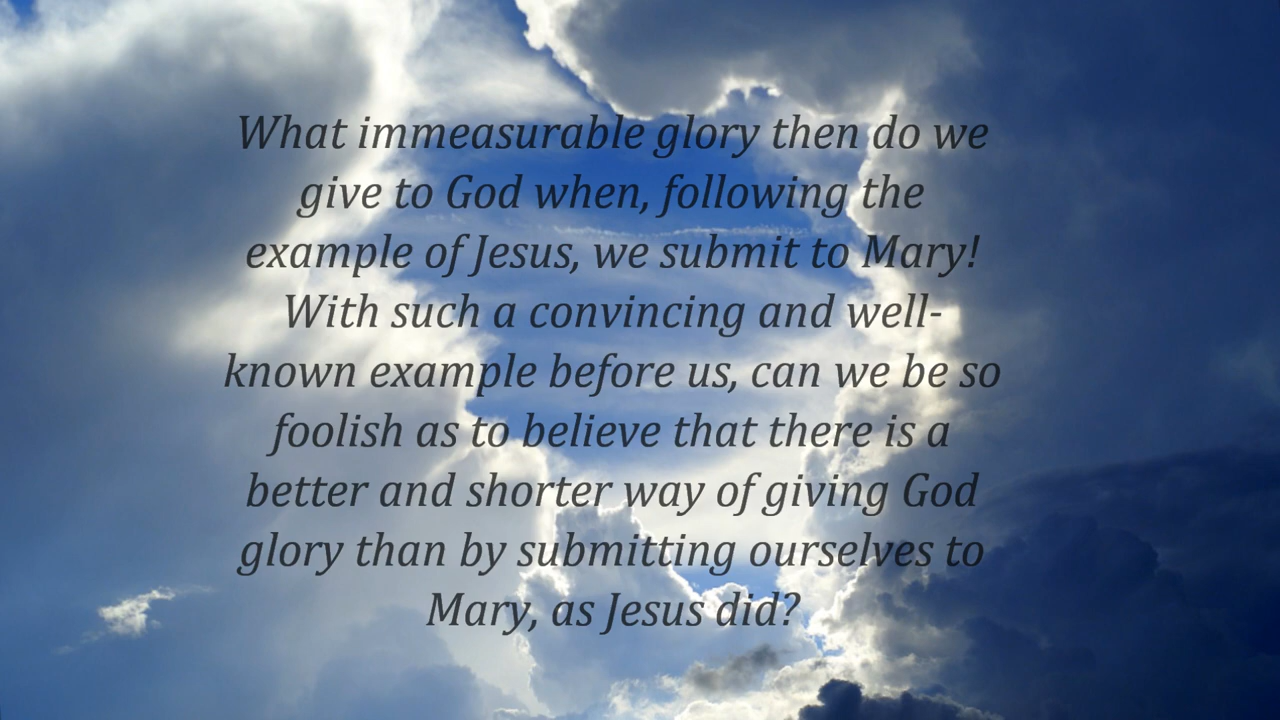 What immeasurable glory then do we
give to God when, following the
example of Jesus, we submit to Mary!
With such a convincing and well-
known example before us, can we be so
foolish as to believe that there is a
better and shorter way of giving God
glory than by submitting ourselves to
Mary, as Jesus did?